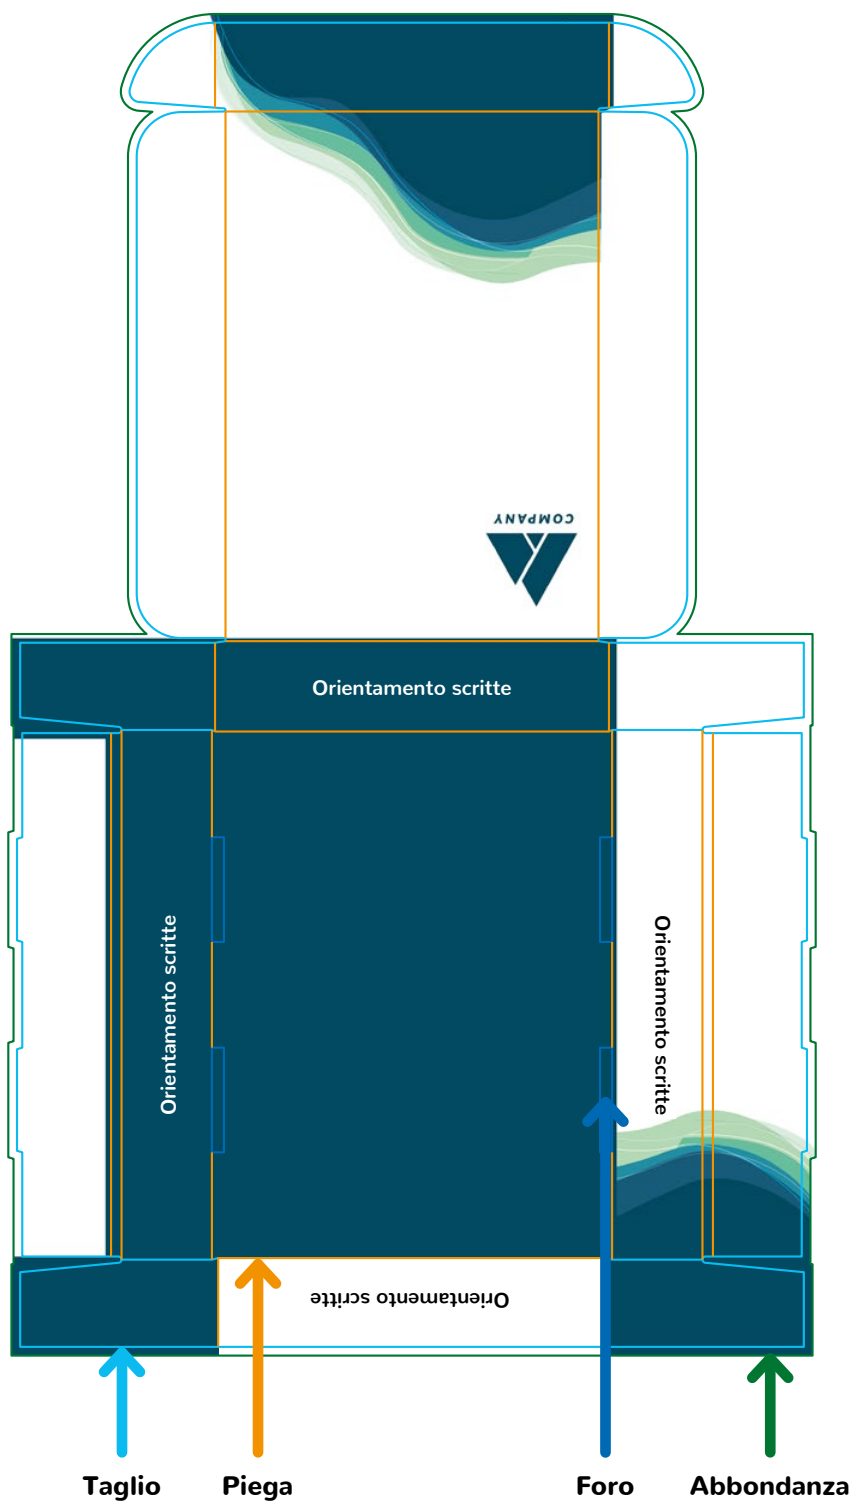 COMPANY
Orientamento scritte
Orientamento scritte
Orientamento scritte
Orientamento scritte
Taglio
Piega
Foro
Abbondanza